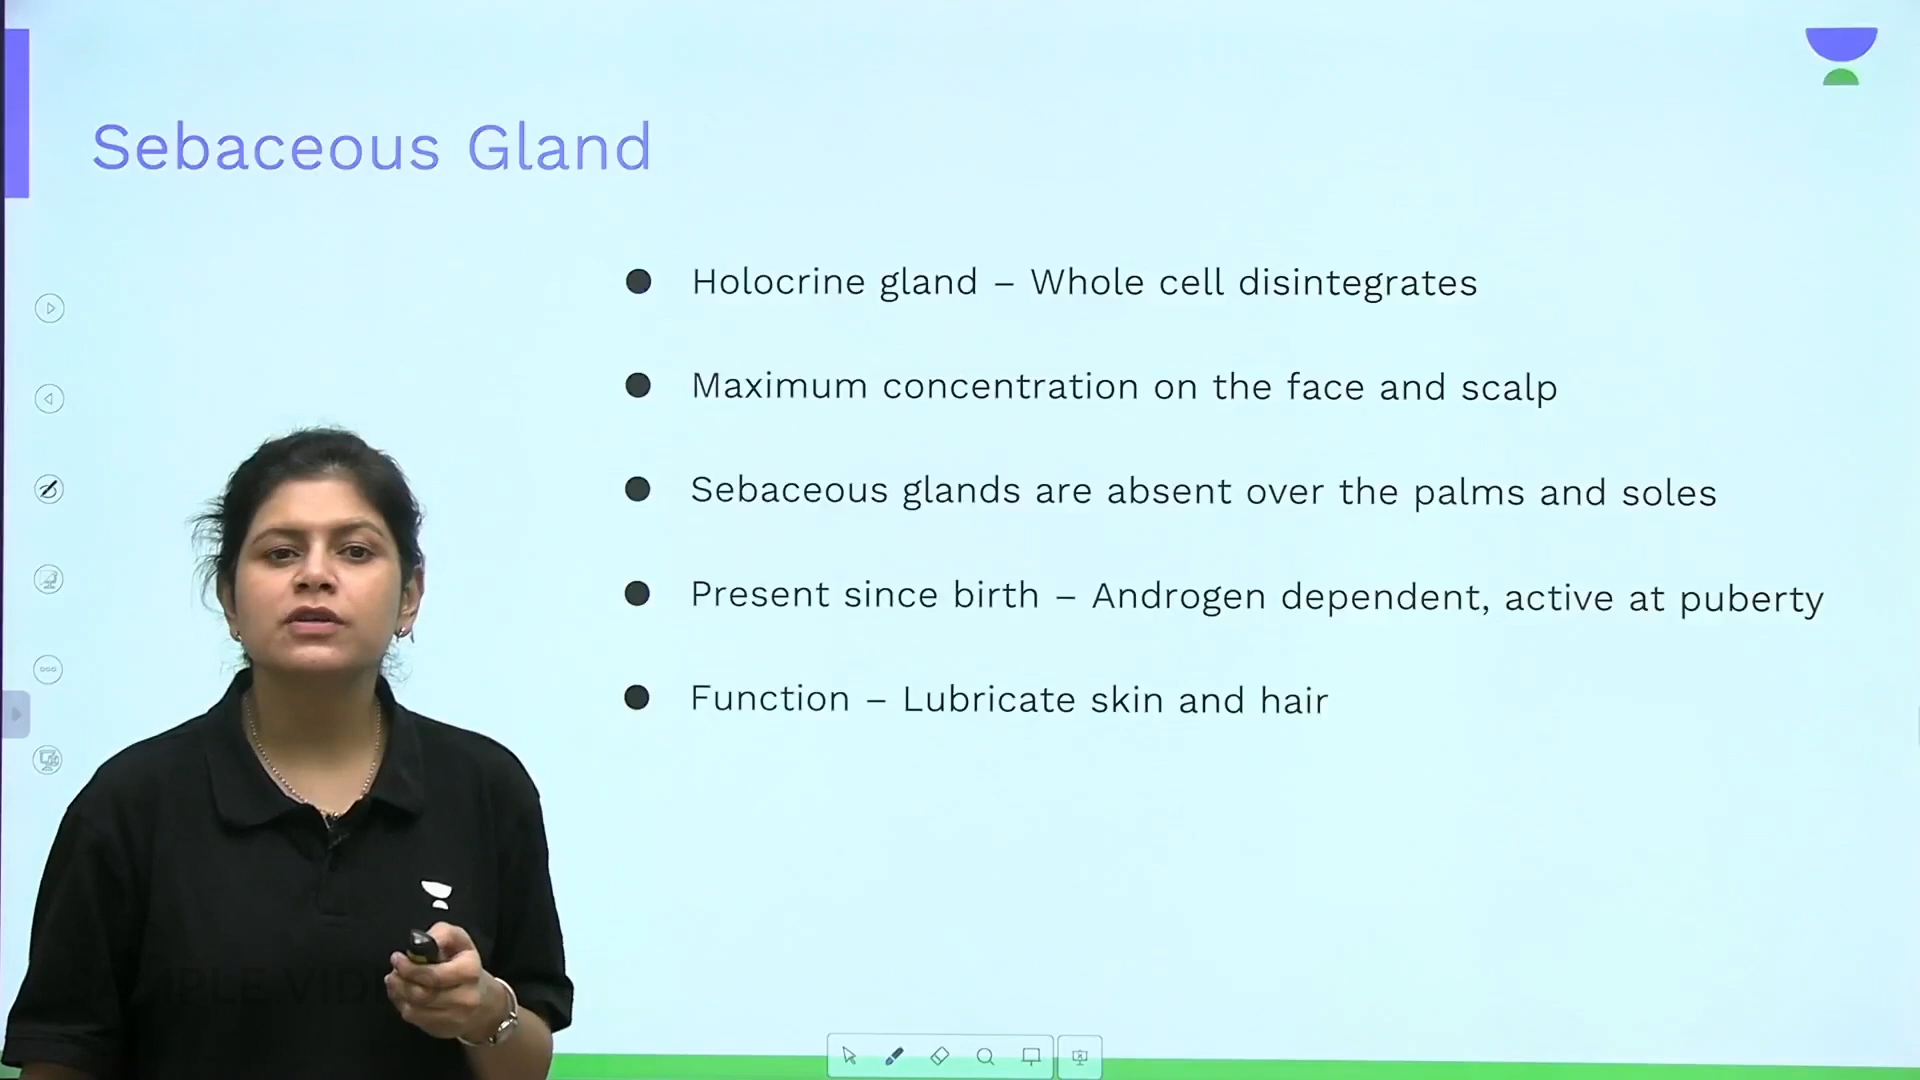 Sebaceous Gland
● Holocrine gland – Whole cell disintegrates
● Maximum concentration on the face and scalp
● Sebaceous glands are absent over the palms and soles
● Present since birth – Androgen dependent, active at puberty
● Function – Lubricate skin and hair